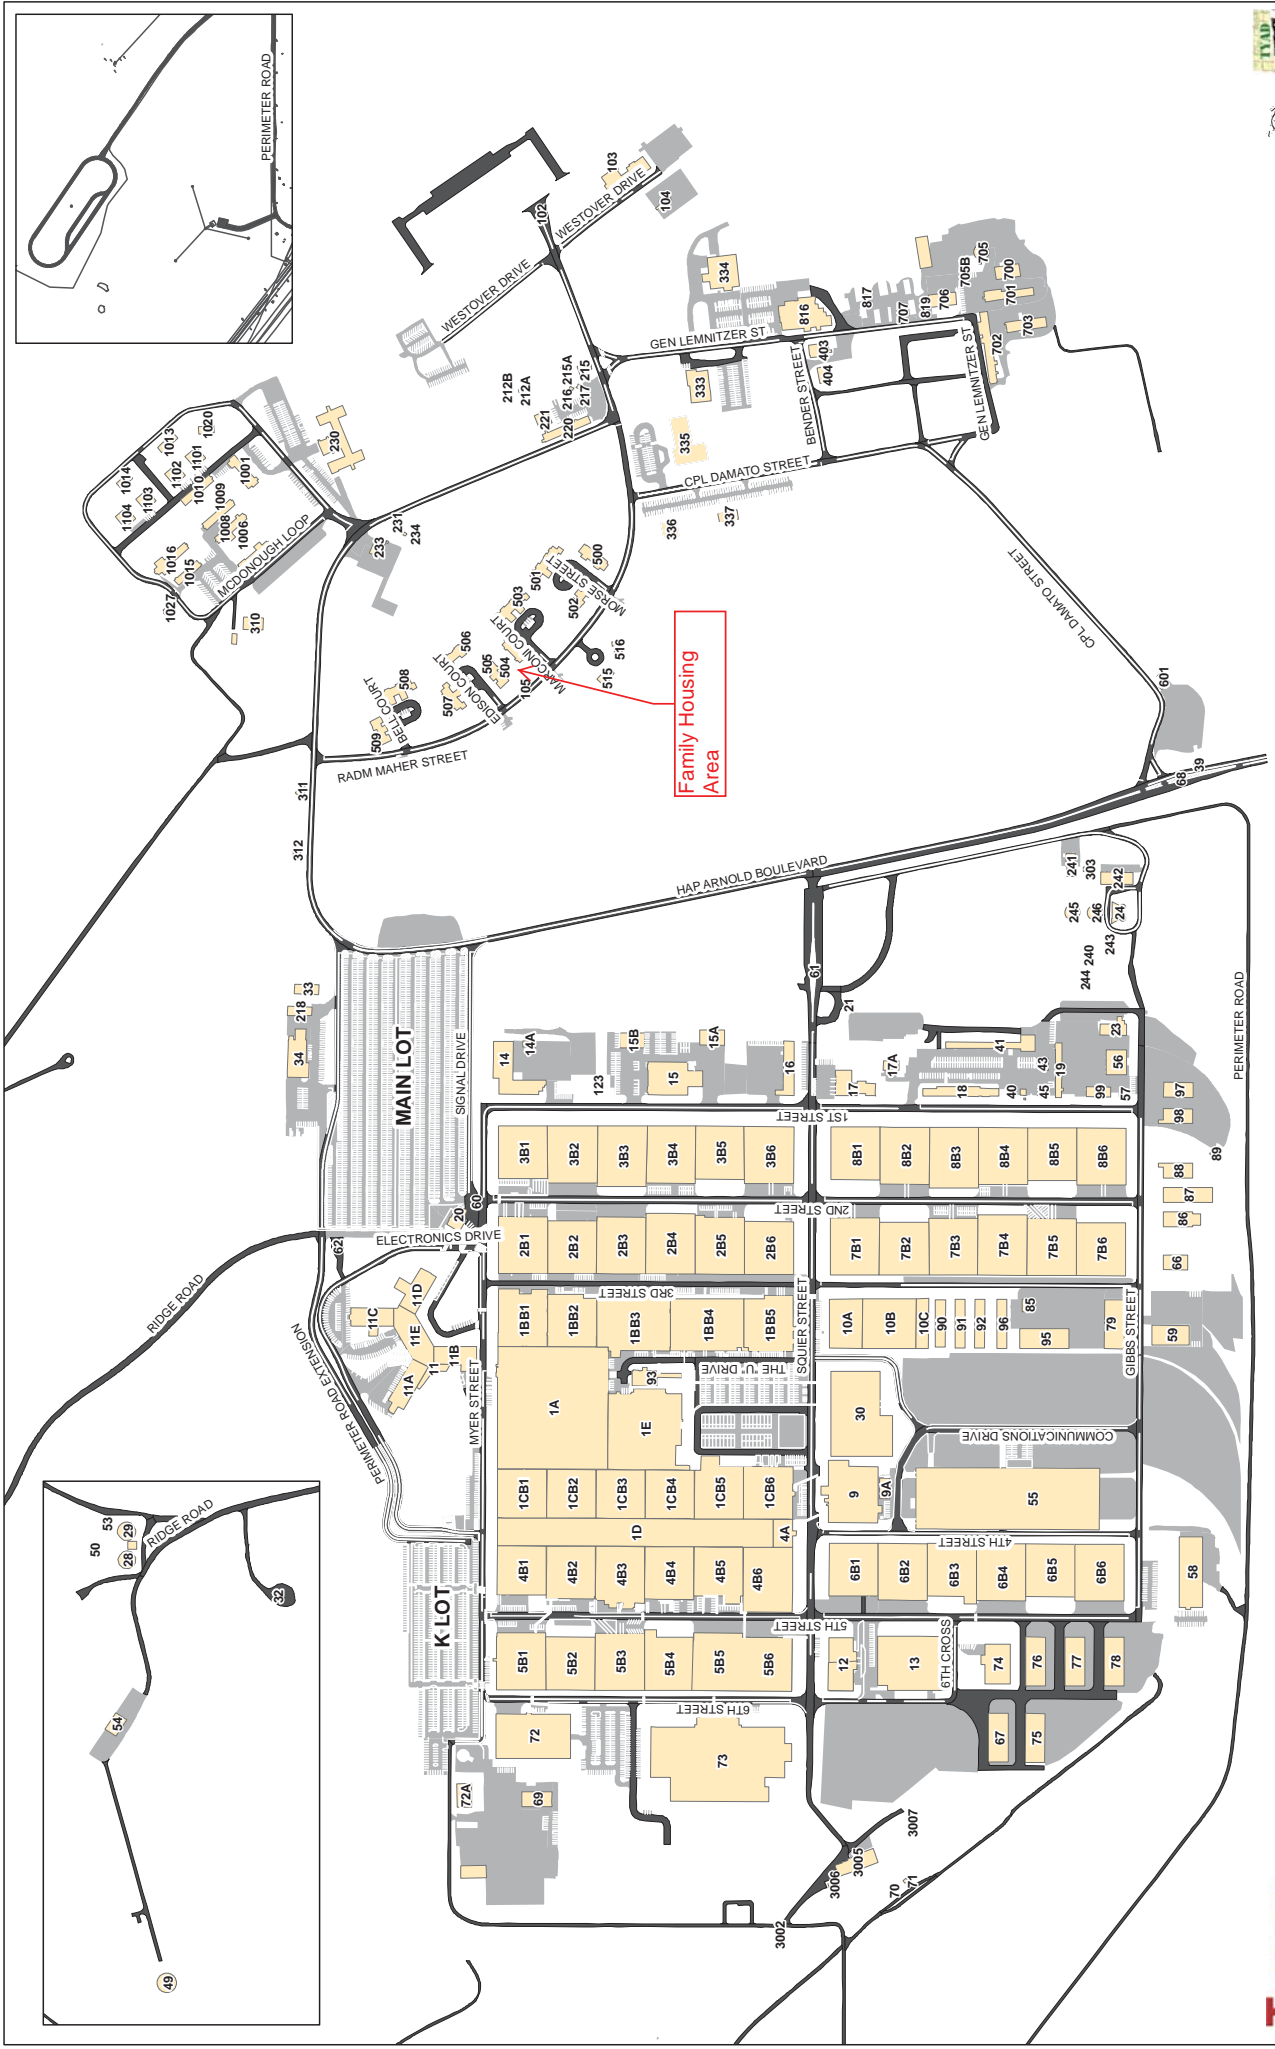 TYAD
PERIMETER ROAD
103
WESTOVER DRIVE
104
102
WESTOVER DRIVE
334
817
816
705
705B
700
701
706
819
707
703
702
GEN LEMNITZER ST
GEN LEMNITZER ST
403
404
BENDER STREET
333
335
CPL DAMATO STREET
336
337
212B
212A
215A
215
216
217
221
220
230
1013
1020
1014
1101
1102
1103
1104
1001
1010
1009
1008
1006
1016
1015
1027
MCDONOUGH LOOP
310
231
234
233
500
501
MORSE STREET
502
503
MARCONI COURT
516
515
506
505
504
105
EDISON COURT
507
508
BELL COURT
509
Family Housing
Area
RADM MAHER STREET
311
312
CPL DAMATO STREET
601
39
68
HAP ARNOLD BOULEVARD
241
303
242
245
246
24
243
240
244
PERIMETER ROAD
61
21
33
218
34
MAIN LOT
SIGNAL DRIVE
14
14A
15B
15A
15
123
16
17
17A
41
18
43
19
40
45
23
56
99
57
97
98
89
88
87
86
66
1ST STREET
3B1
3B2
3B3
3B4
3B5
3B6
8B1
8B2
8B3
8B4
8B5
8B6
2ND STREET
60
20
ELECTRONICS DRIVE
62
2B1
2B2
2B3
2B4
2B5
2B6
7B1
7B2
7B3
7B4
7B5
7B6
RIDGE ROAD
PERIMETER ROAD EXTENSION
11D
11C
11E
11B
11
11A
MYER STREET
3RD STREET
SQUIER STREET
GIBBS STREET
1BB1
1BB2
1BB3
1BB4
1BB5
10A
10B
10C
90
91
92
96
85
95
79
59
THE 'U' DRIVE
93
1A
1E
30
COMMUNICATIONS DRIVE
1CB1
1CB2
1CB3
1CB4
1CB5
1CB6
9
9A
55
1D
4A
4TH STREET
4B1
4B2
4B3
4B4
4B5
4B6
6B1
6B2
6B3
6B4
6B5
6B6
58
K LOT
5TH STREET
5B1
5B2
5B3
5B4
5B5
5B6
12
13
6TH CROSS
74
76
77
78
6TH STREET
72
73
67
75
72A
69
3007
3005
3006
3002
71
70
53
50
29
28
RIDGE ROAD
32
54
49